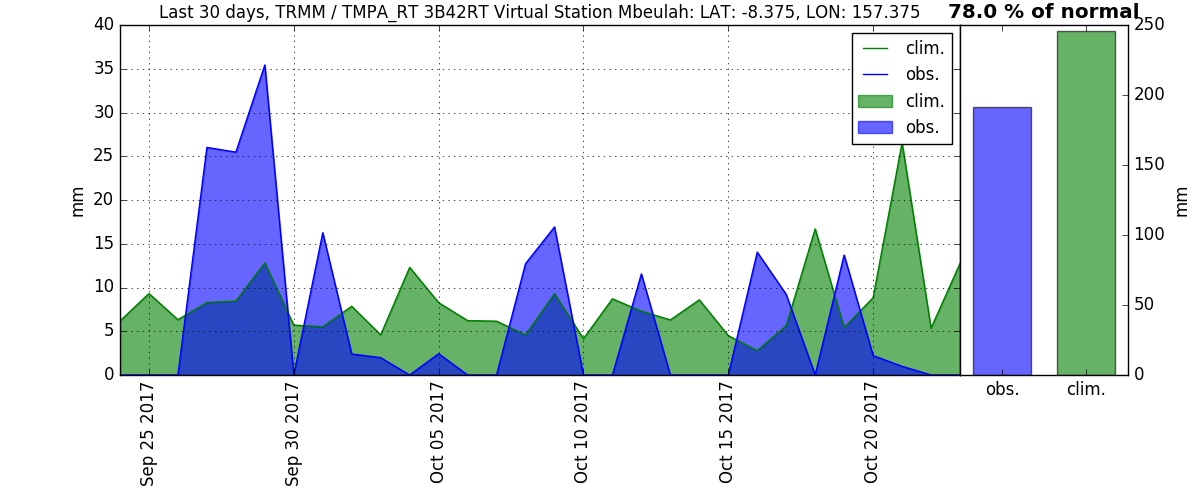 Last 30 days, TRMM / TMPA_RT 3B42RT Virtual Station Mbeulah: LAT: -8.375, LON: 157.375
78.0 % of normal
clim.
obs.
clim.
obs.
40
35
30
25
20
15
10
5
0
mm
250
200
150
100
50
0
mm
Sep 25 2017
Sep 30 2017
Oct 05 2017
Oct 10 2017
Oct 15 2017
Oct 20 2017
obs.
clim.